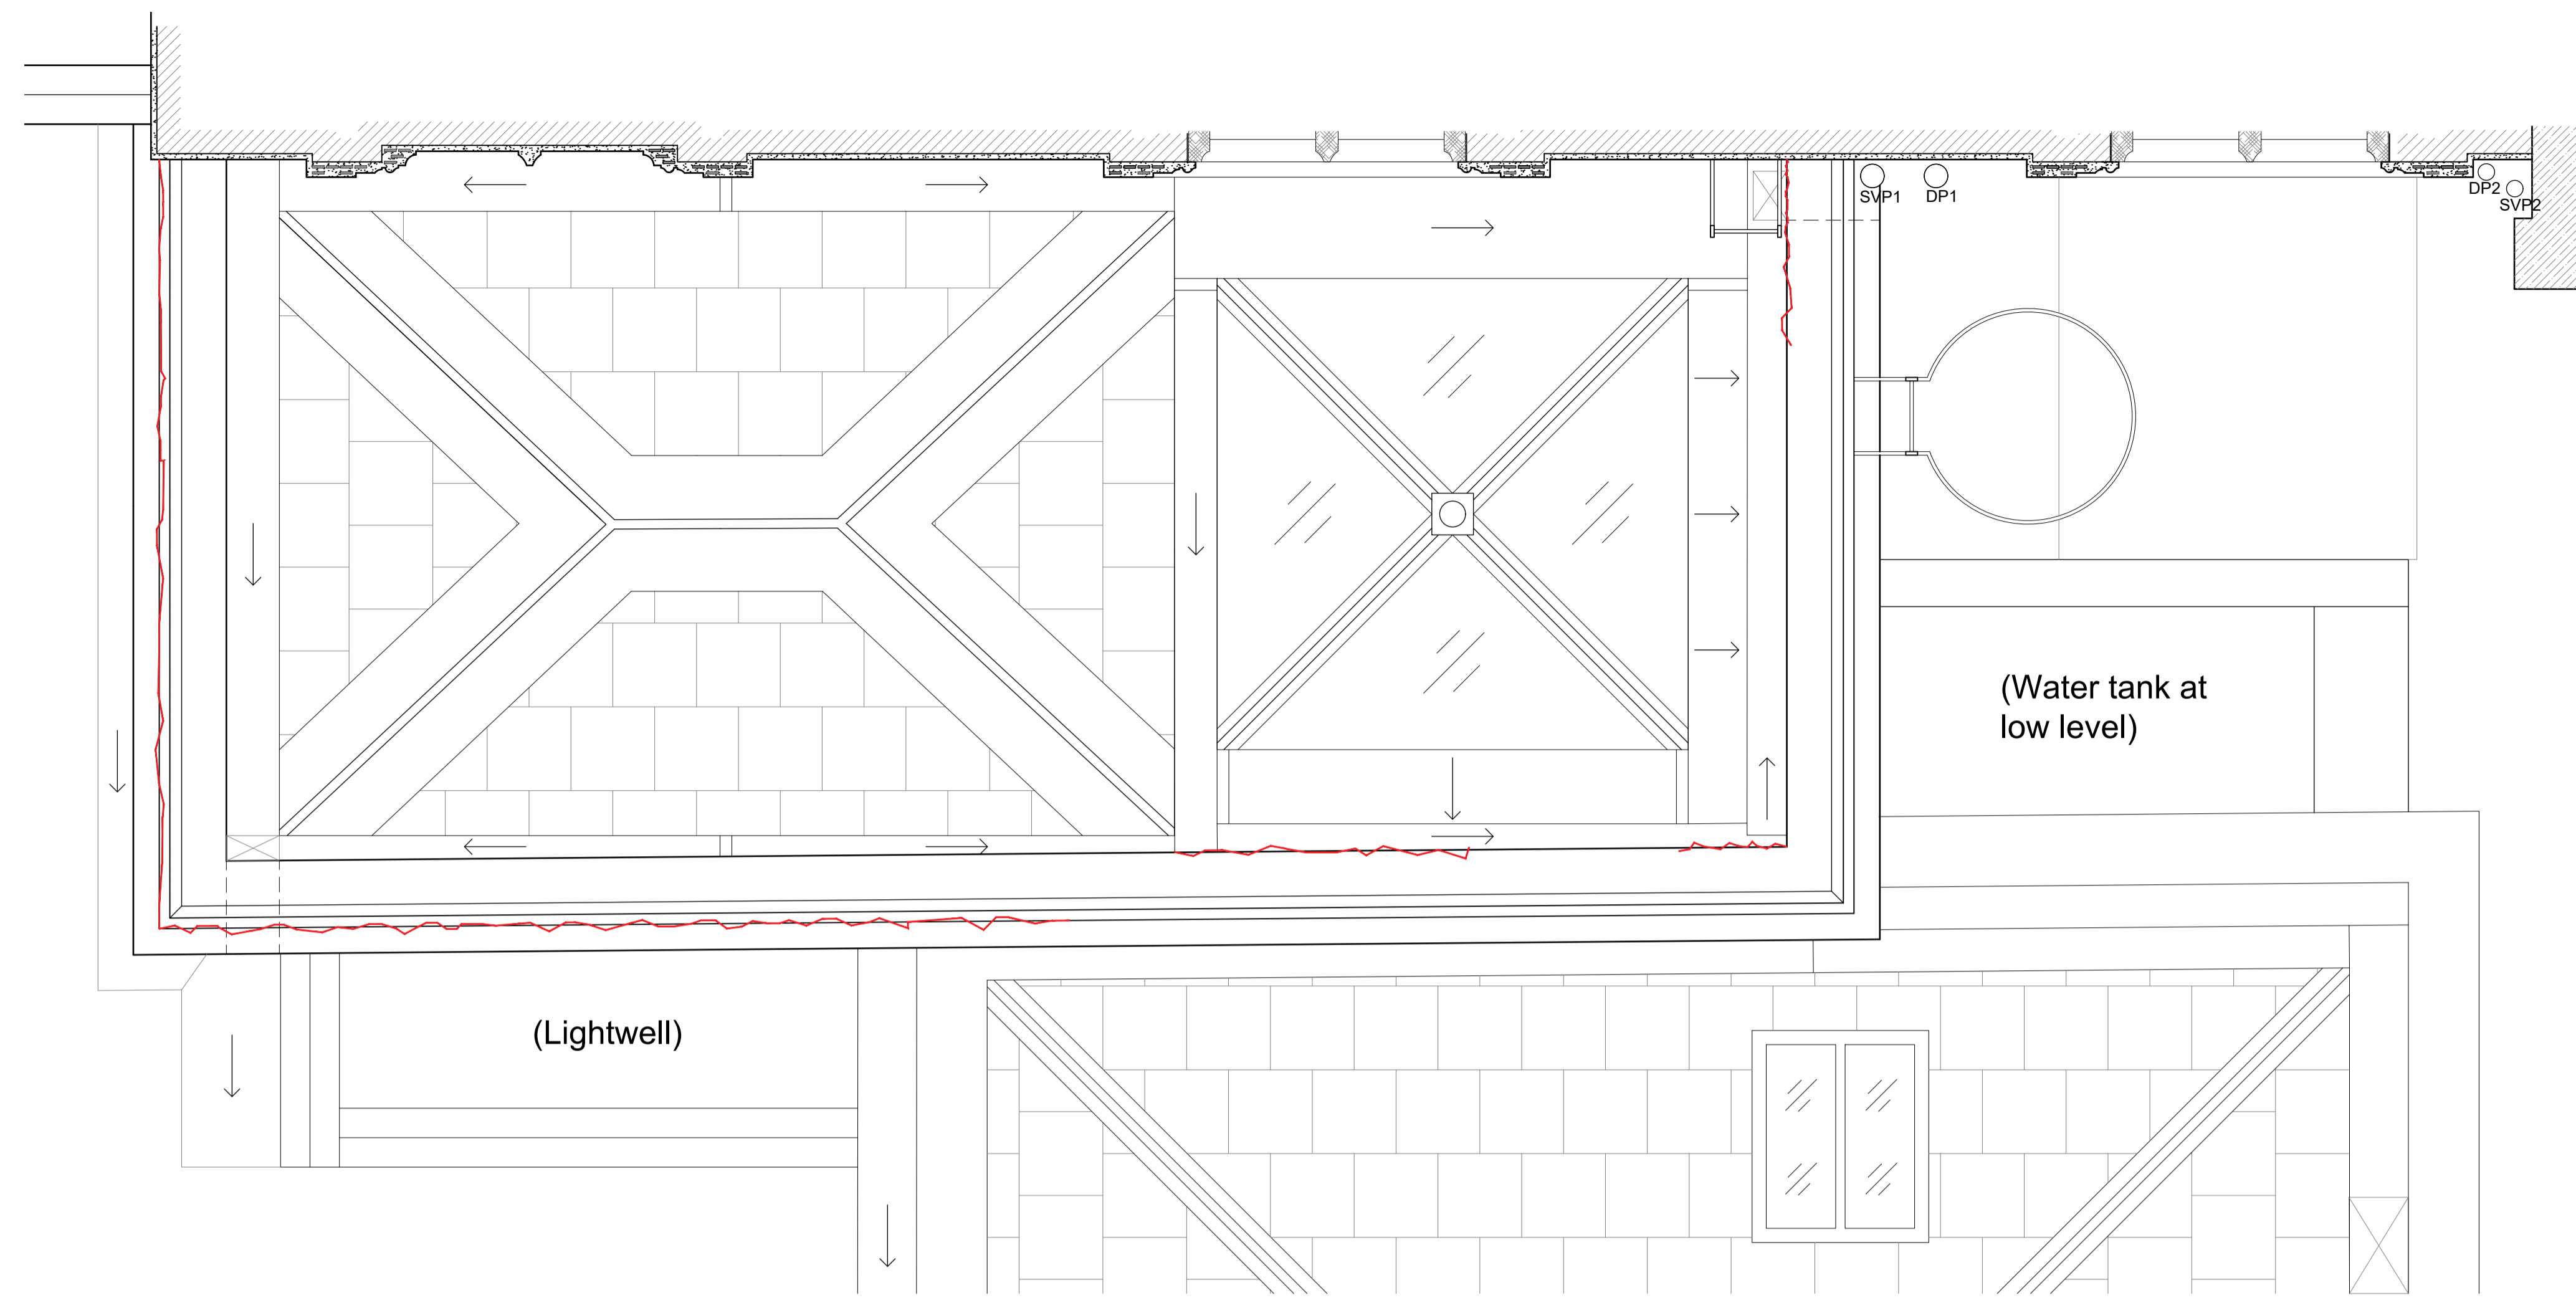 SVP1
DP1
DP2
SVP2
(Water tank at
low level)
(Lightwell)